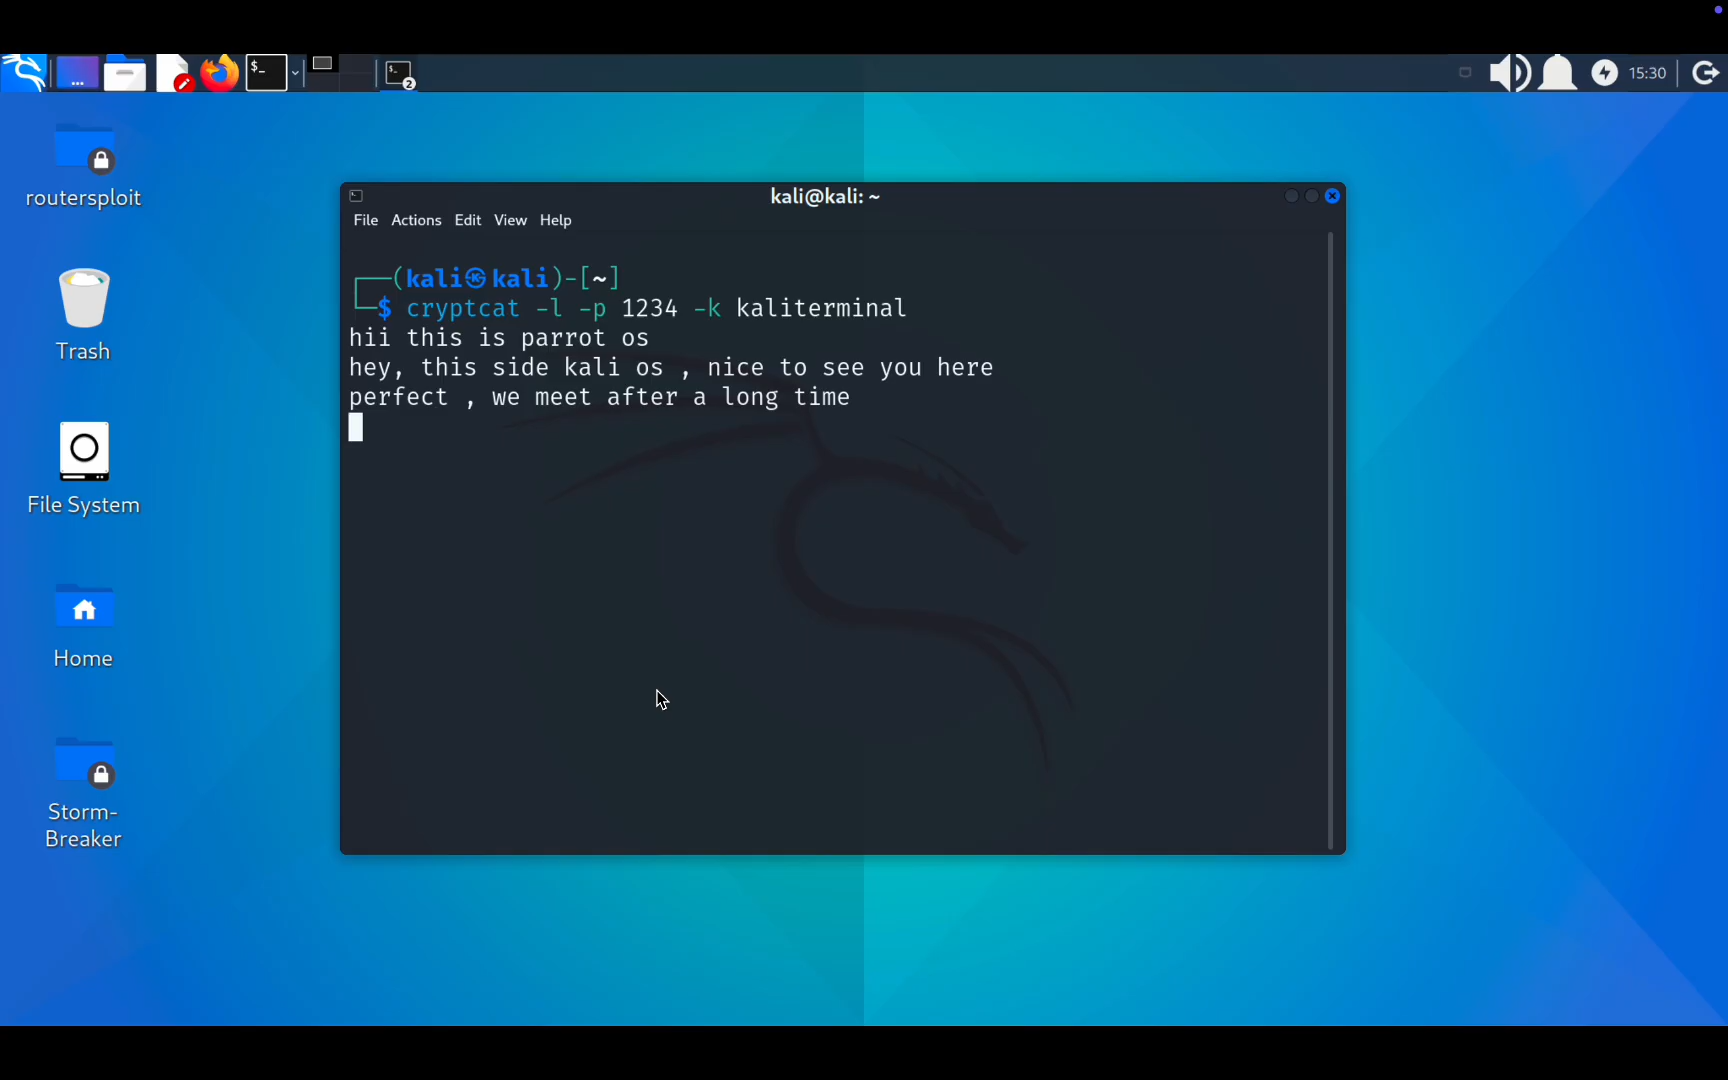 15:30
2
routersploit
Trash
File System
Home
Storm-
Breaker
kali@kali: ~
File Actions Edit View Help
┌──(kali㉿kali)-[~]
└─$ cryptcat -l -p 1234 -k kaliterminal
hii this is parrot os
hey, this side kali os , nice to see you here
perfect , we meet after a long time